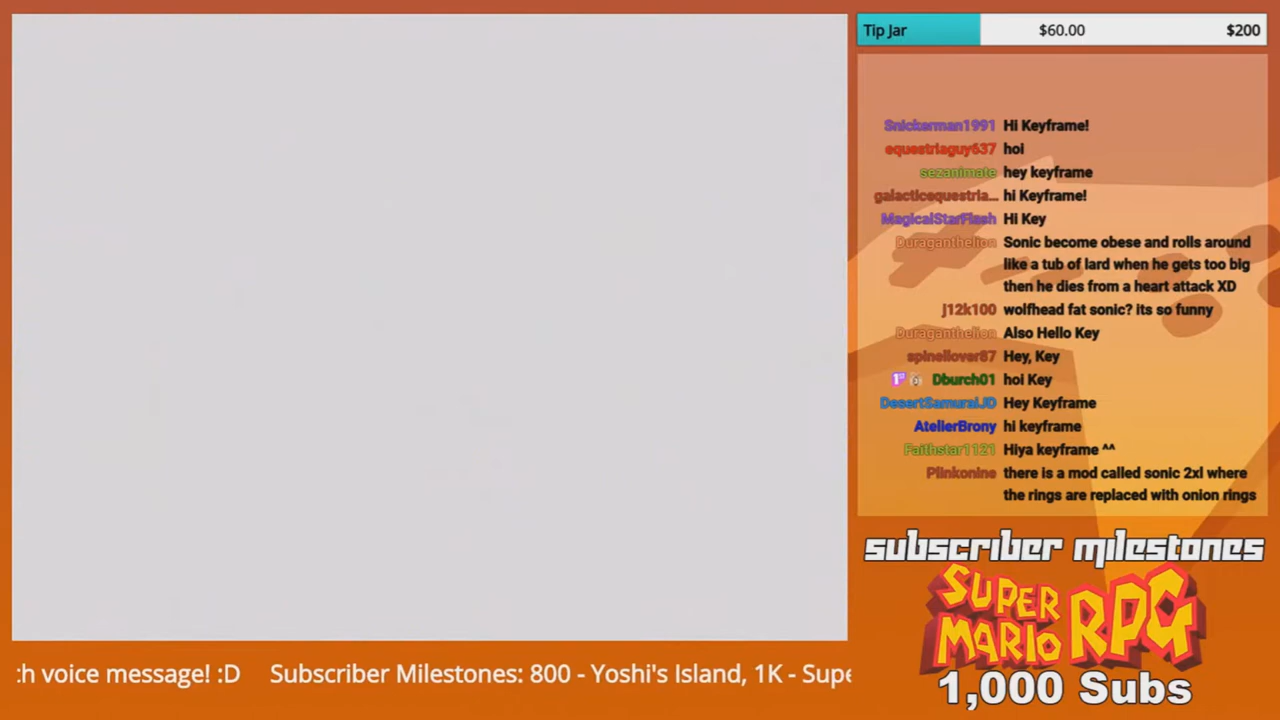 Tip Jar $60.00 $200
Snickerman1991 Hi Keyframe!
equestriaguy637 hoi
sezanimate hey keyframe
galacticequestria... hi Keyframe!
MagicalStarFlash Hi Key
Duraganthelion Sonic become obese and rolls around
like a tub of lard when he gets too big
then he dies from a heart attack XD
j12k100 wolfhead fat sonic? its so funny
Duraganthelion Also Hello Key
spinellover87 Hey, Key
Dburch01 hoi Key
DesertSamuraiJD Hey Keyframe
AtelierBrony hi keyframe
Faithstar1121 Hiya keyframe ^^
Plinkonine there is a mod called sonic 2xl where
the rings are replaced with onion rings
subscriber milestones
SUPER
MARIO RPG
1,000 Subs
:h voice message! :D Subscriber Milestones: 800 - Yoshi's Island, 1K - Supe